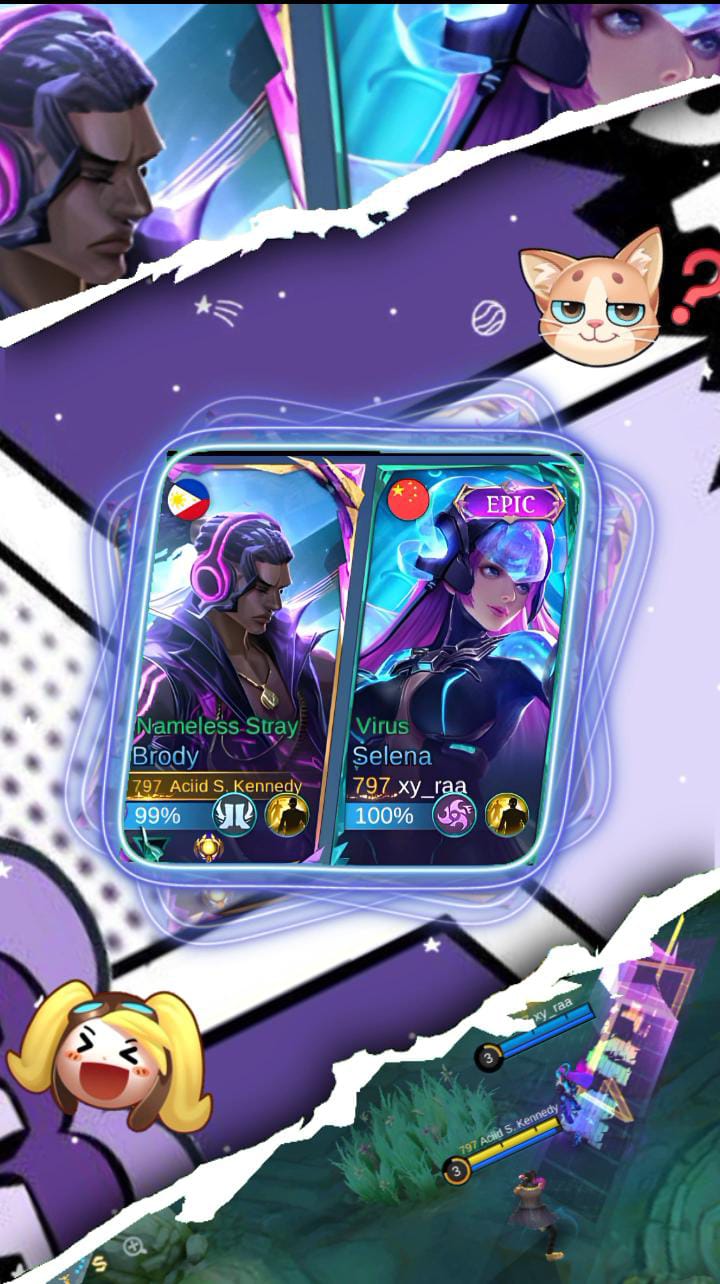 ?
EPIC
Nameless Stray
Brody
797 Aciid S. Kennedy
99%
Virus
Selena
797.xy_raa
100%
xy_raa
3
797 Aciid S. Kennedy
3
S